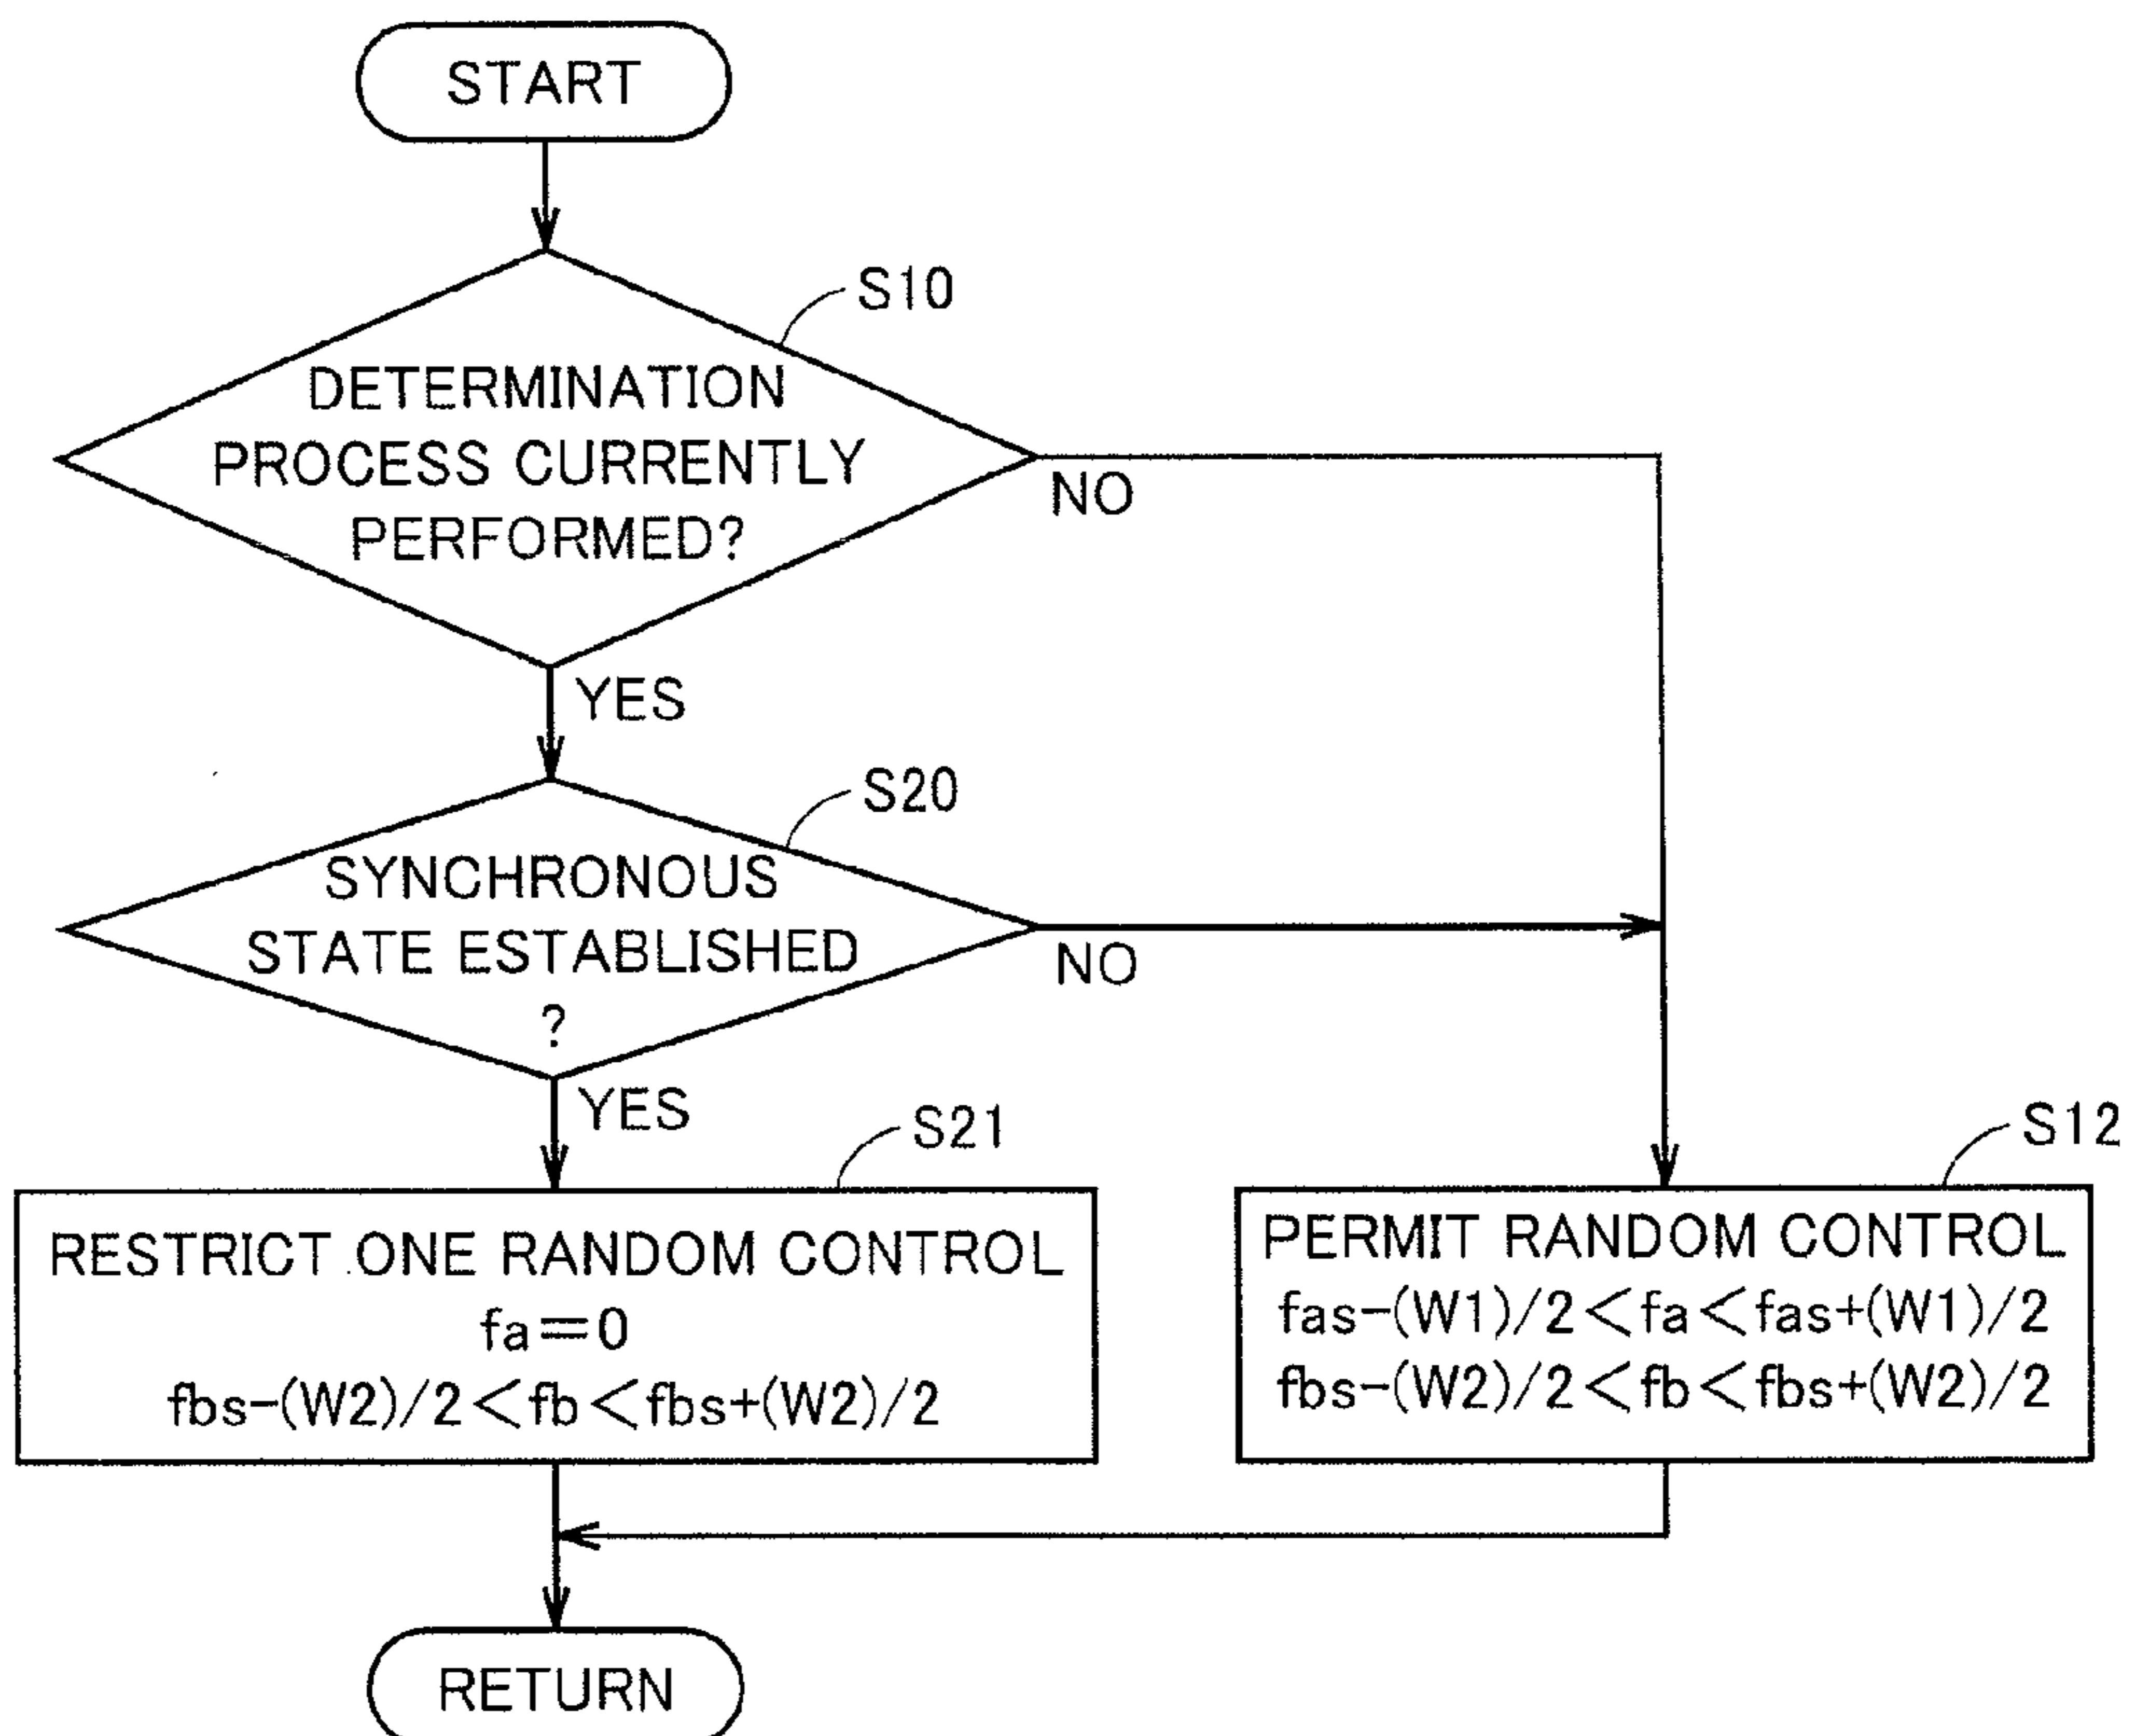 START
S10
DETERMINATION
PROCESS CURRENTLY
PERFORMED?
NO
YES
S20
SYNCHRONOUS
STATE ESTABLISHED
?
NO
YES
S21
RESTRICT ONE RANDOM CONTROL
fa=0
fbs-(W2)/2<fb<fbs+(W2)/2
S12
PERMIT RANDOM CONTROL
fas-(W1)/2<fa<fas+(W1)/2
fbs-(W2)/2<fb<fbs+(W2)/2
RETURN